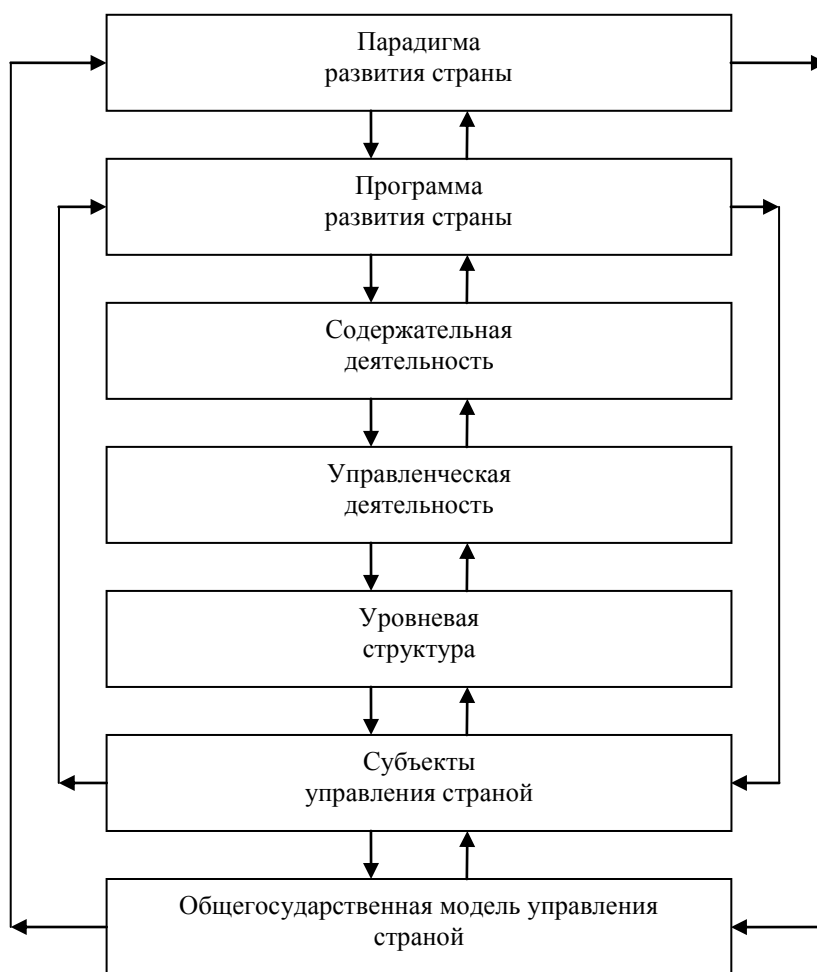 Парадигма
развития страны
Программа
развития страны
Содержательная
деятельность
Управленческая
деятельность
Уровневая
структура
Субъекты
управления страной
Общегосударственная модель управления
страной